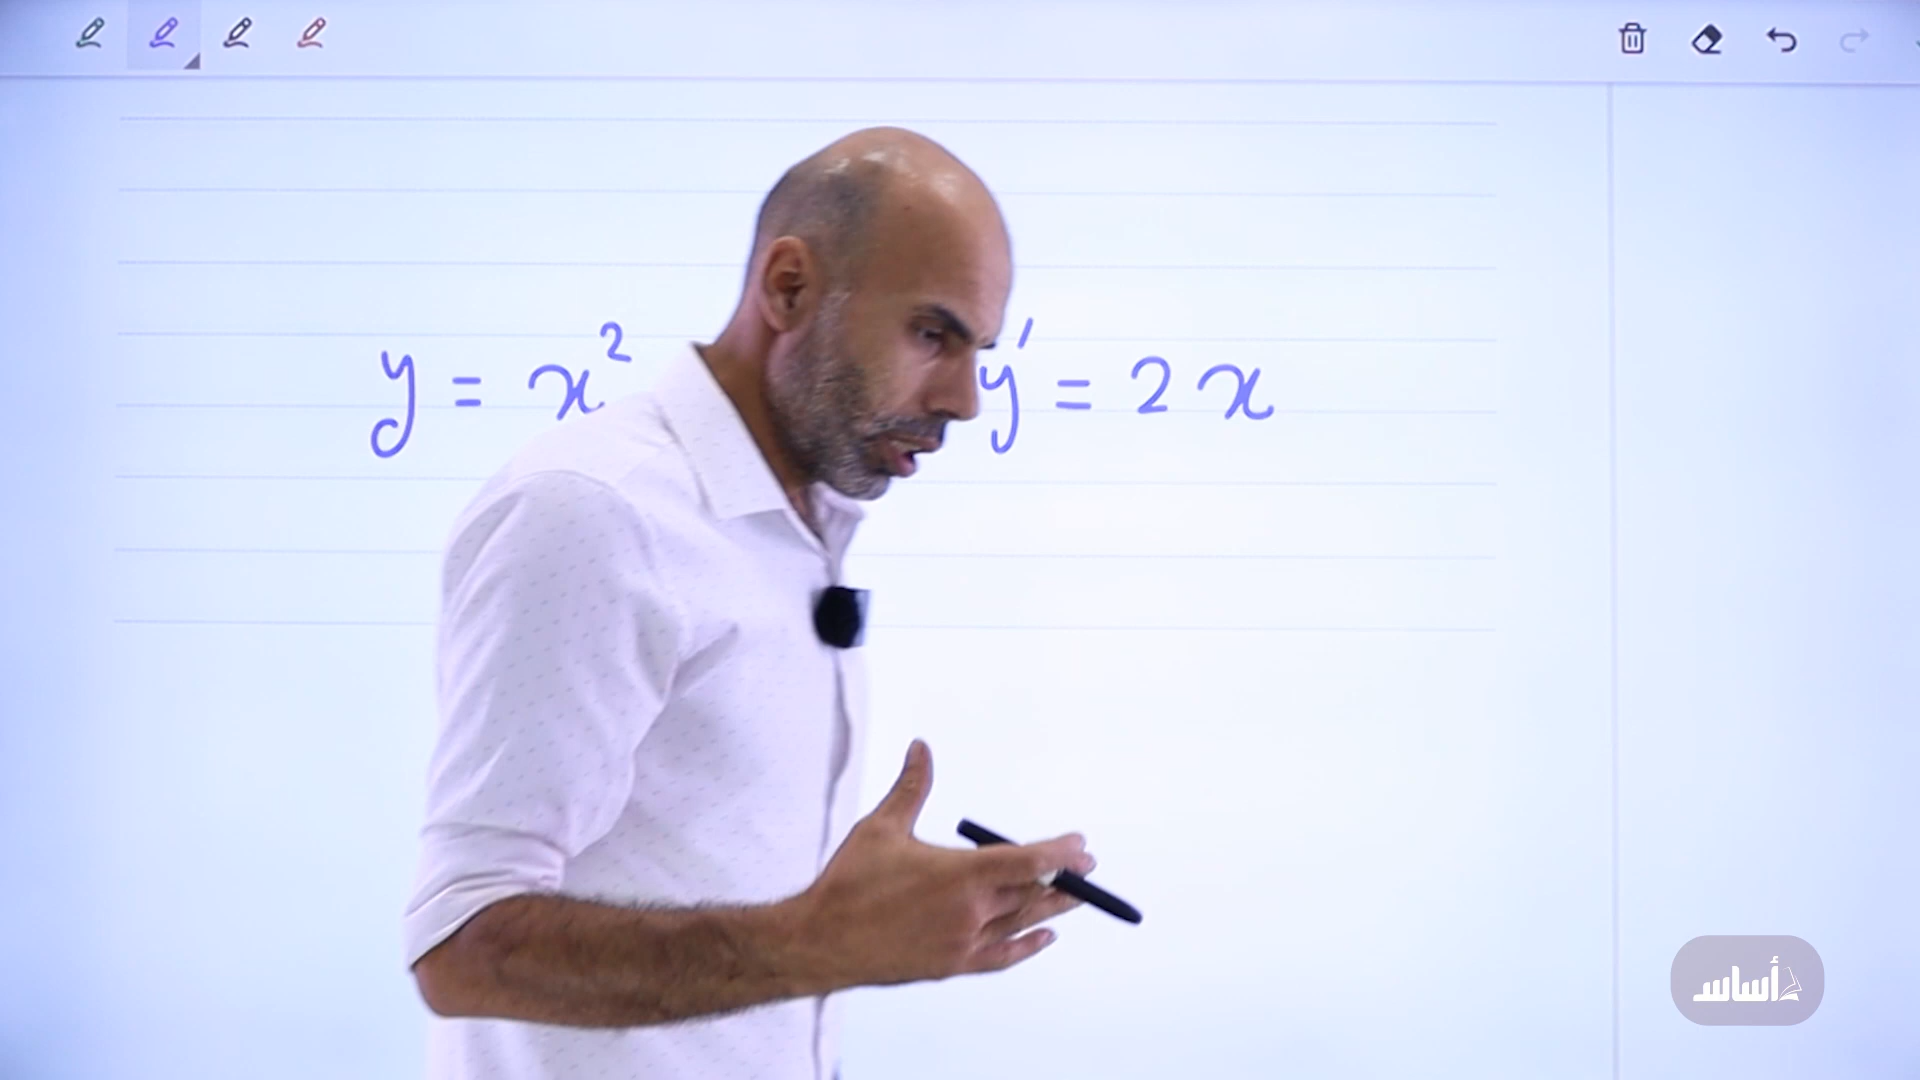 y = x² y′ = 2x
أساس